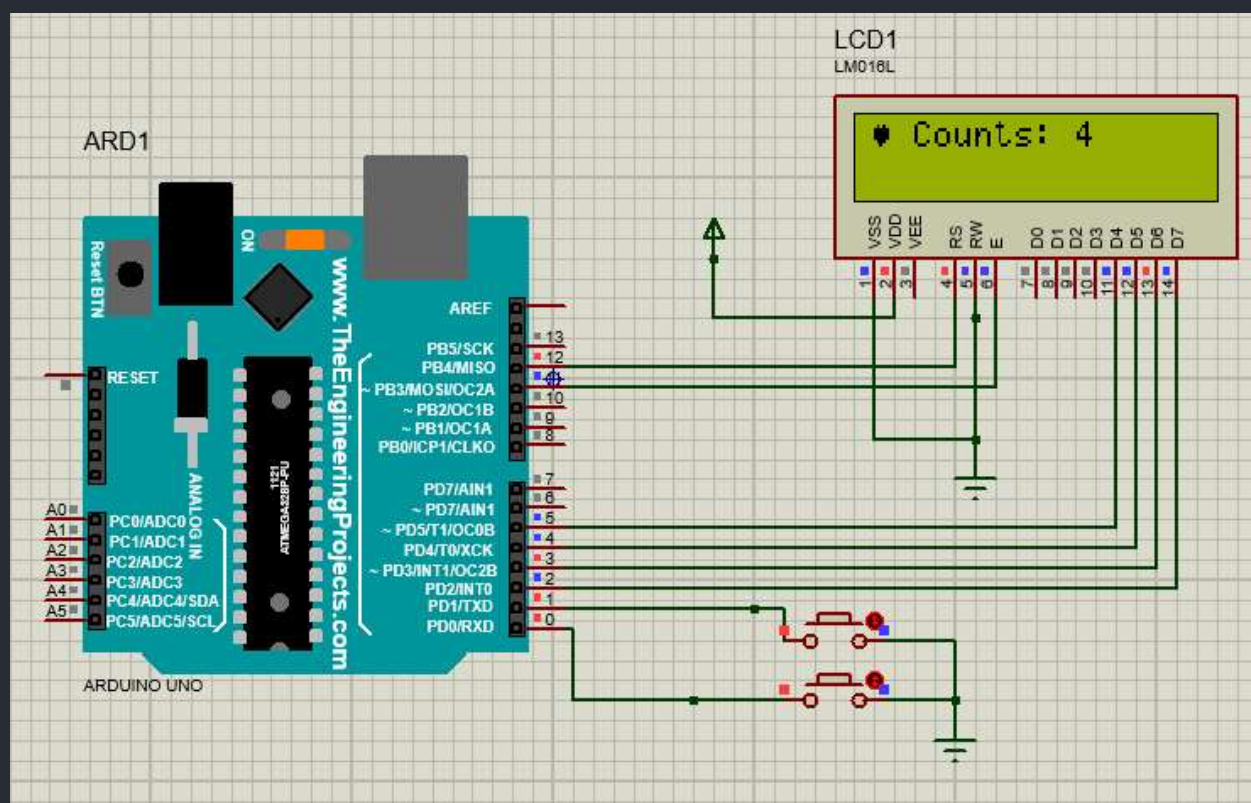 LCD1
LM016L
♥ Counts: 4
VSS
VDD
VEE
RS
RW
E
D0
D1
D2
D3
D4
D5
D6
D7
1
2
3
4
5
6
7
8
9
10
11
12
13
14
ARD1
Reset BTN
ON
www.TheEngineeringProjects.com
AREF
PB5/SCK
13
PB4/MISO
12
~ PB3/MOSI/OC2A
~ PB2/OC1B
10
~ PB1/OC1A
9
PB0/ICP1/CLKO
8
RESET
1121
ATMEGA328P-PU
ANALOG IN
PD7/AIN1
7
~ PD7/AIN1
6
~ PD5/T1/OC0B
5
PD4/T0/XCK
4
~ PD3/INT1/OC2B
3
PD2/INT0
2
PD1/TXD
1
PD0/RXD
0
A0
PC0/ADC0
A1
PC1/ADC1
A2
PC2/ADC2
A3
PC3/ADC3
A4
PC4/ADC4/SDA
A5
PC5/ADC5/SCL
ARDUINO UNO